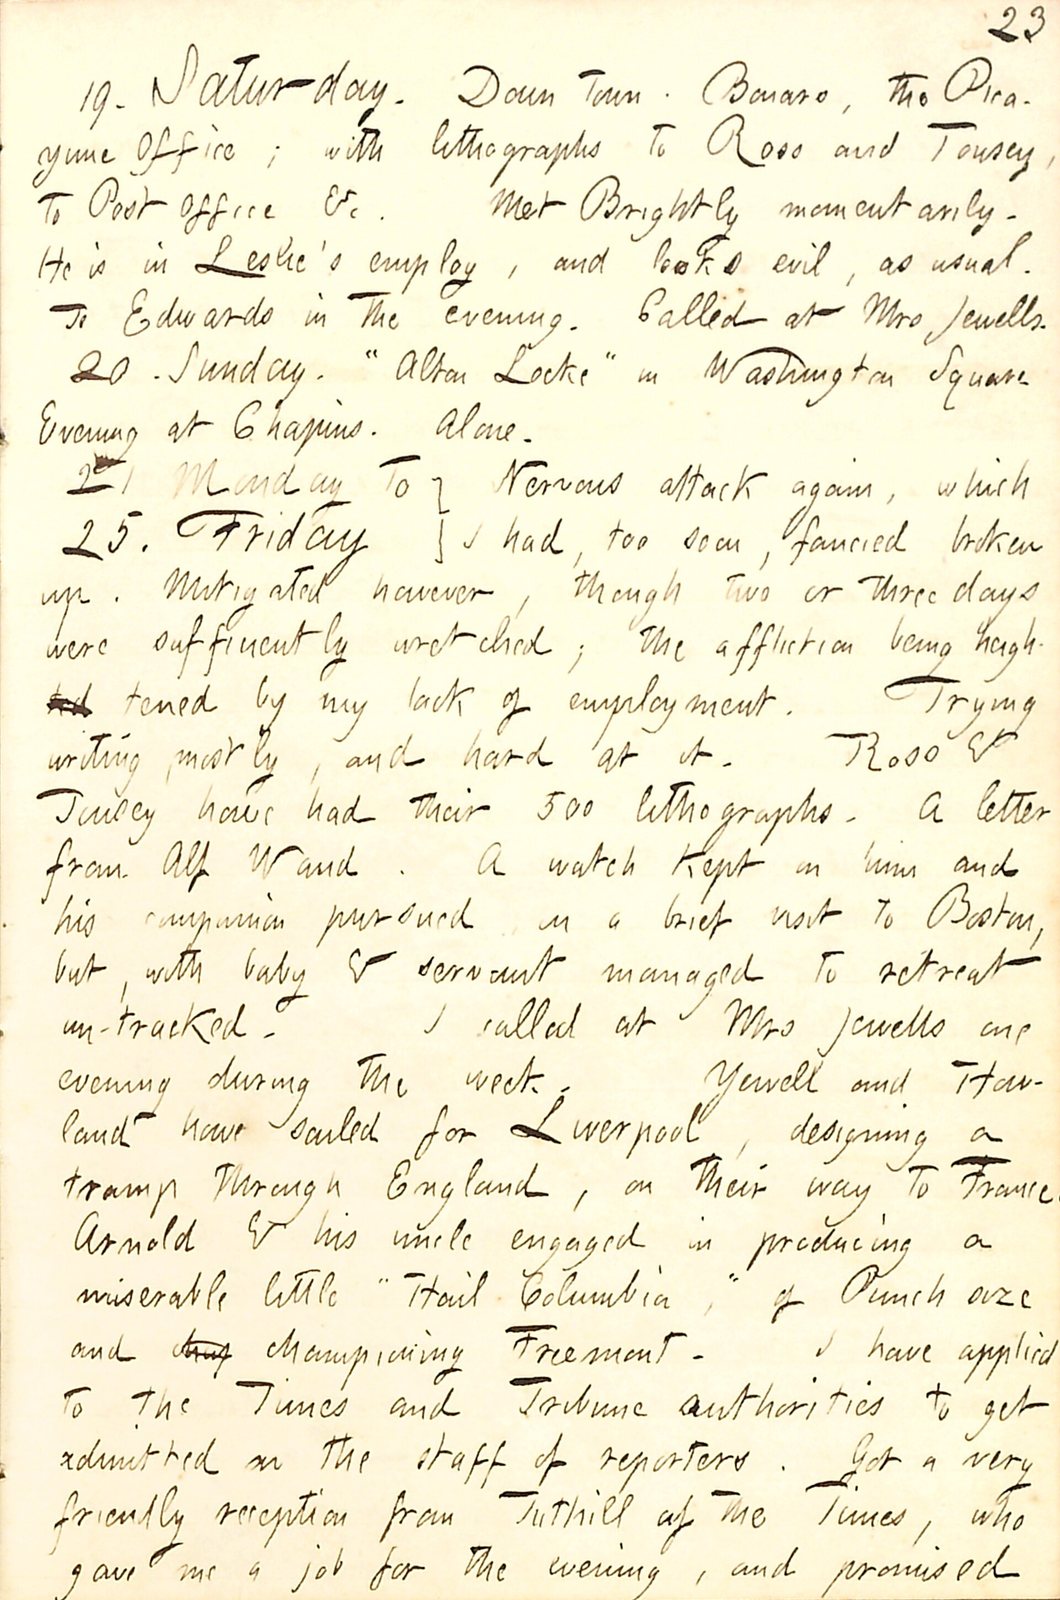 23
19. Saturday. Down town. Bonars, the Pica-
yune Office; with lithographs to Ross and Tousey,
to Post Office &c. Met Brightly momentarily.
He is in Leslie's employ, and looks evil, as usual.
To Edwards in the evening. Called at Mrs Jewells.
20. Sunday. "Alton Locke" in Washington Square
Evening at Chapins. Alone.
21 Monday to } Nervous attack again, which
25. Friday } I had, too soon, fancied broken
up. Mitigated however, though two or three days
were sufficiently wretched; the affliction being heigh-
tened by my lack of employment. Trying
writing mostly, and hard at it. Ross &
Tousey have had their 500 lithographs. A letter
from Alf Waud. A watch kept on him and
his companion pursued on a brief visit to Boston,
but, with baby & servant managed to retreat
un-tracked. I called at Mrs Jewells one
evening during the week. Yewell and How-
land have sailed for Liverpool, designing a
tramp through England, on their way to France.
Arnold & his uncle engaged in producing a
miserable little "Hail Columbia," of Punch size
and championing Freemont. I have applied
to the Times and Tribune authorities to get
admitted on the staff of reporters. Got a very
friendly reception from Tuthill of the Times, who
gave me a job for the evening, and promised